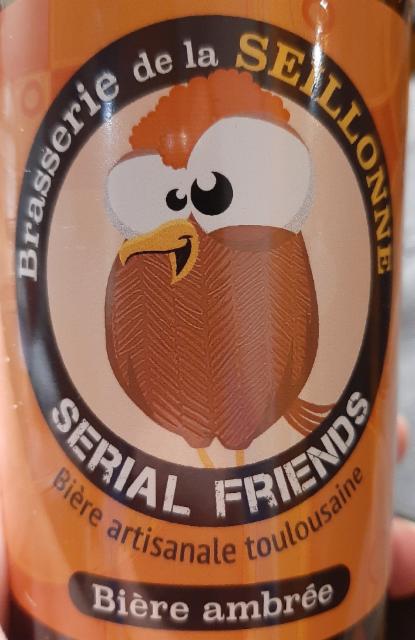 Brasserie de la SEILLONNE
SERIAL FRIENDS
Bière artisanale toulousaine
Bière ambrée